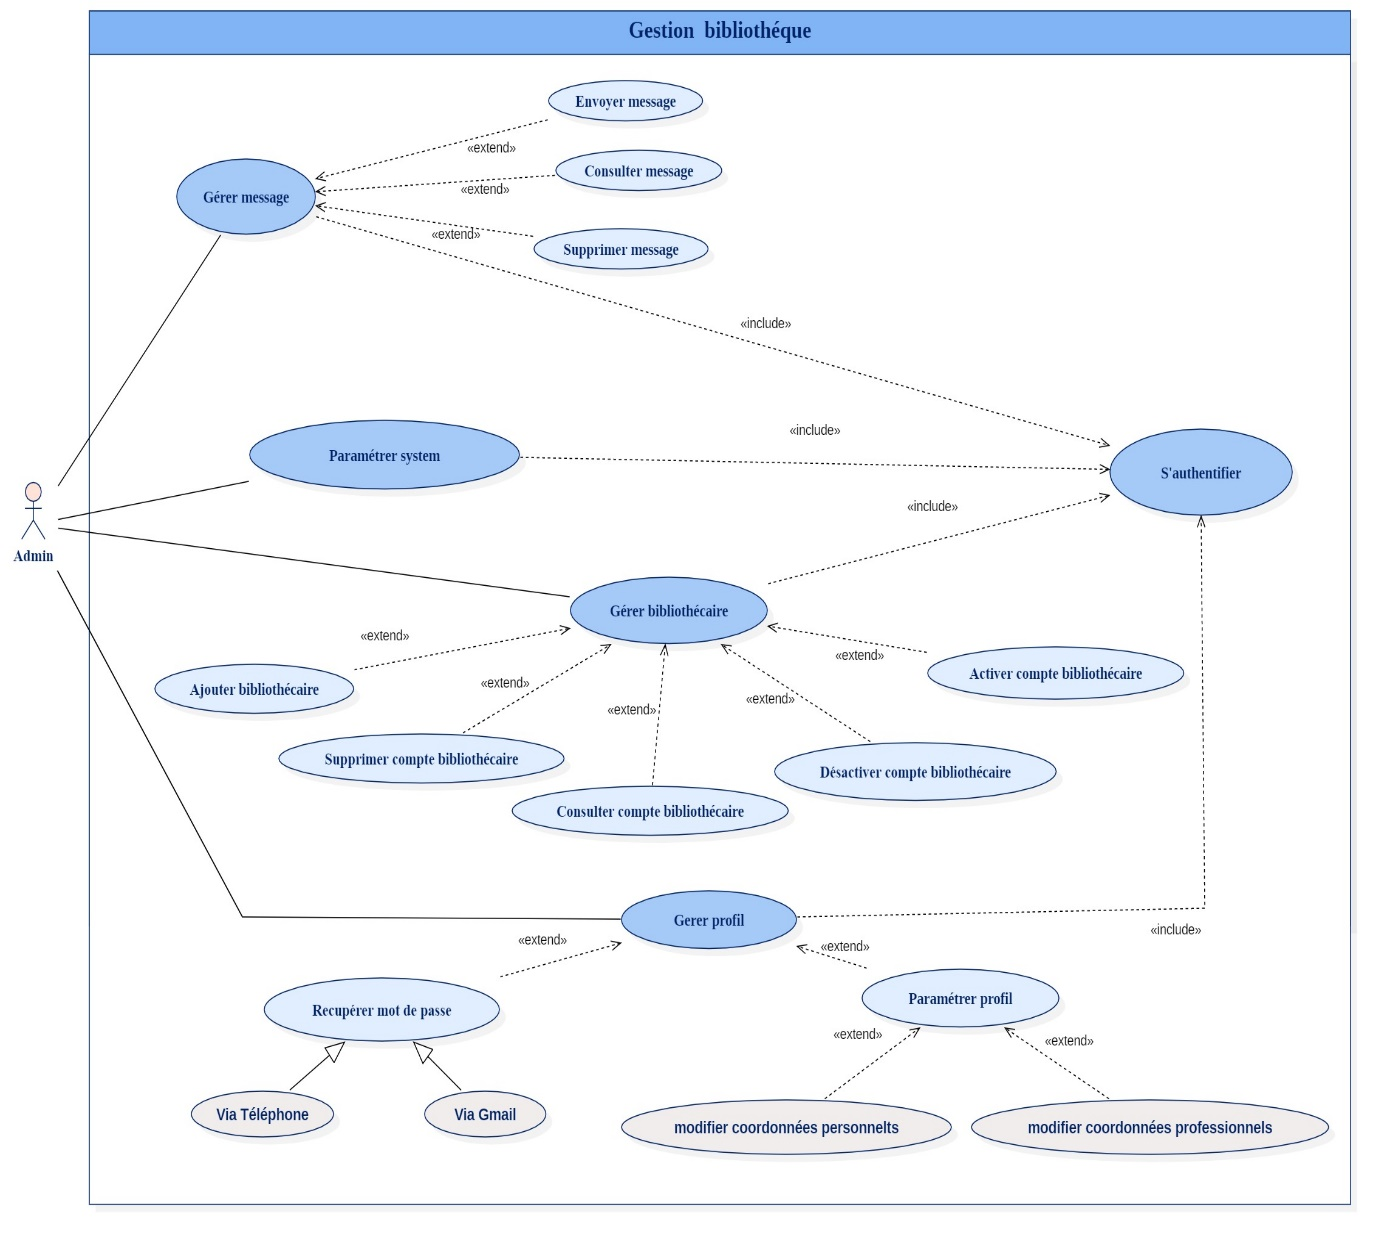 Gestion bibliothéque
Envoyer message
«extend»
Consulter message
«extend»
Gérer message
«extend»
Supprimer message
«include»
«include»
Paramétrer system
S'authentifier
«include»
Admin
Gérer bibliothécaire
«extend»
«extend»
Activer compte bibliothécaire
Ajouter bibliothécaire
«extend»
«extend»
«extend»
Supprimer compte bibliothécaire
Désactiver compte bibliothécaire
Consulter compte bibliothécaire
Gerer profil
«include»
«extend»
«extend»
Recupérer mot de passe
Paramétrer profil
«extend»
«extend»
Via Téléphone
Via Gmail
modifier coordonnées personnelts
modifier coordonnées professionnels